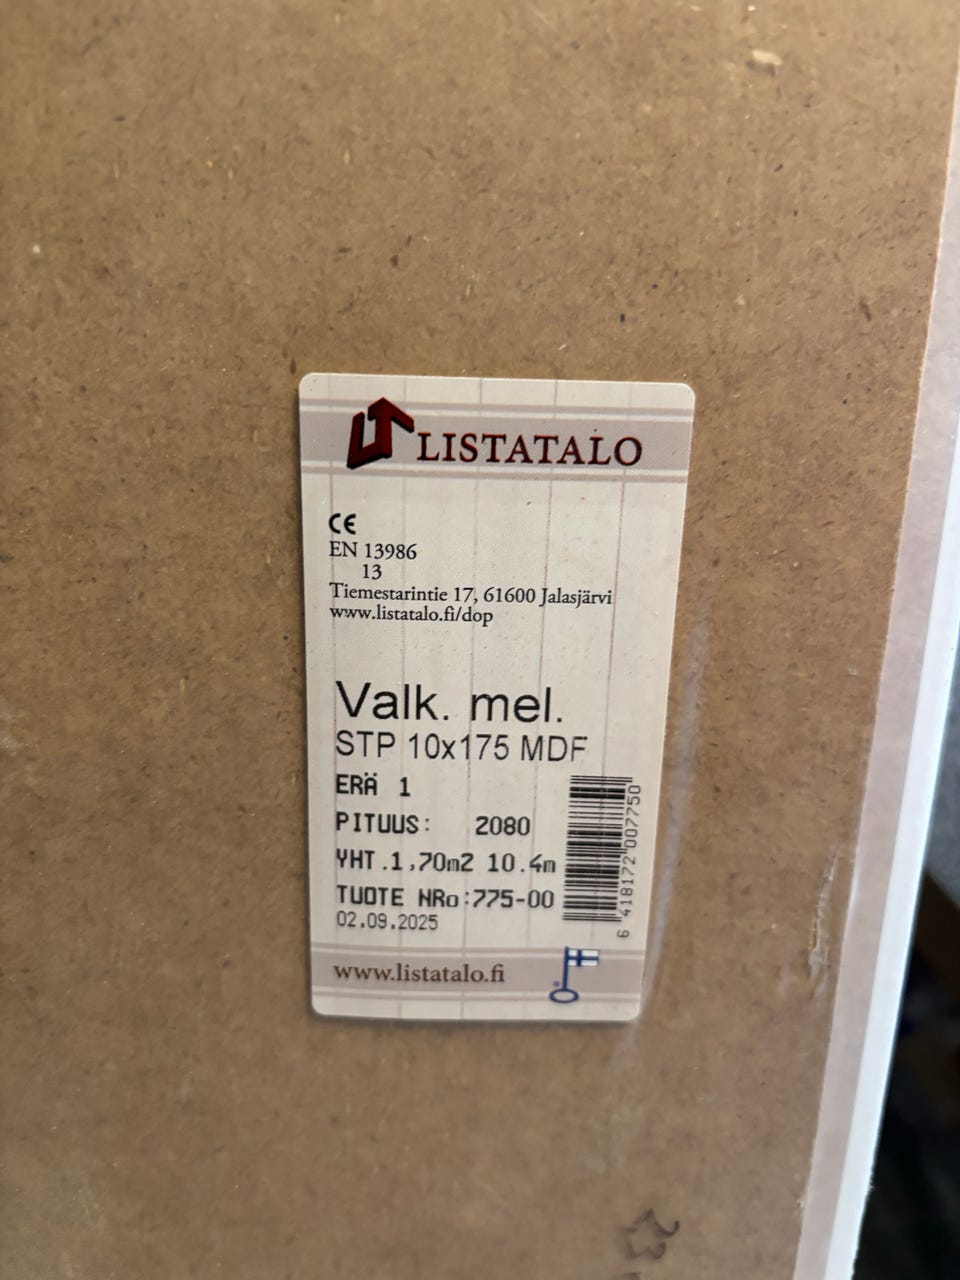 LISTATALO
CE
EN 13986
13
Tiemestarintie 17, 61600 Jalasjärvi
www.listatalo.fi/dop
Valk. mel.
STP 10x175 MDF
ERÄ 1
PITUUS: 2080
YHT.1,70m2 10.4m
TUOTE NRo:775-00
02.09.2025
6 418172 007750
www.listatalo.fi